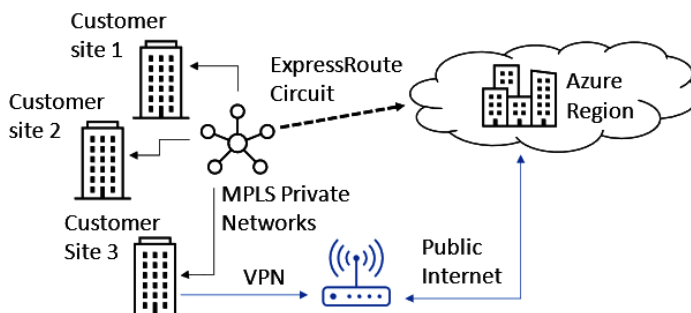 Customer
site 1
ExpressRoute
Circuit
Azure
Region
Customer
site 2
MPLS Private
Networks
Customer
Site 3
VPN
Public
Internet